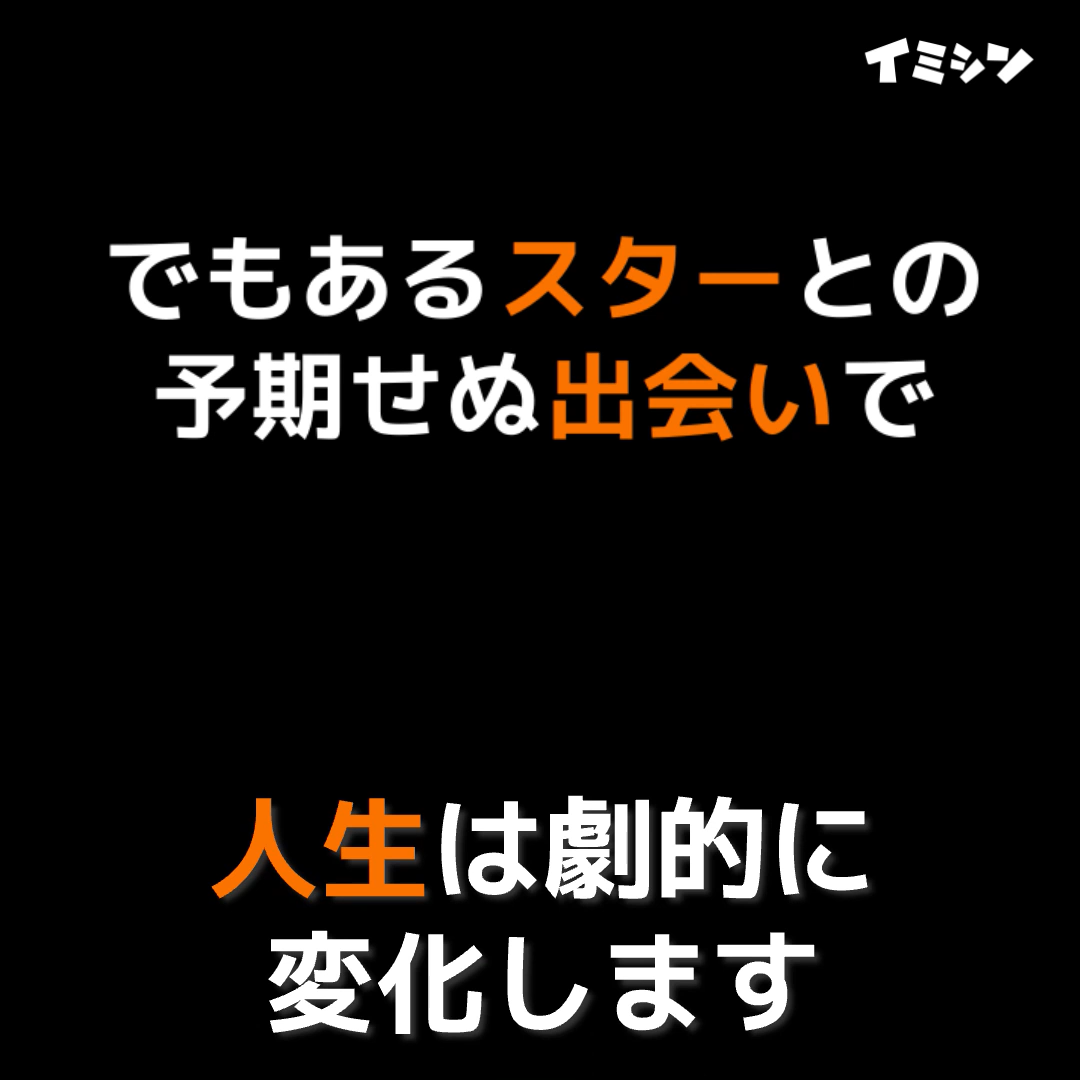 イミシン
でもあるスターとの
予期せぬ出会いで
人生は劇的に
変化します